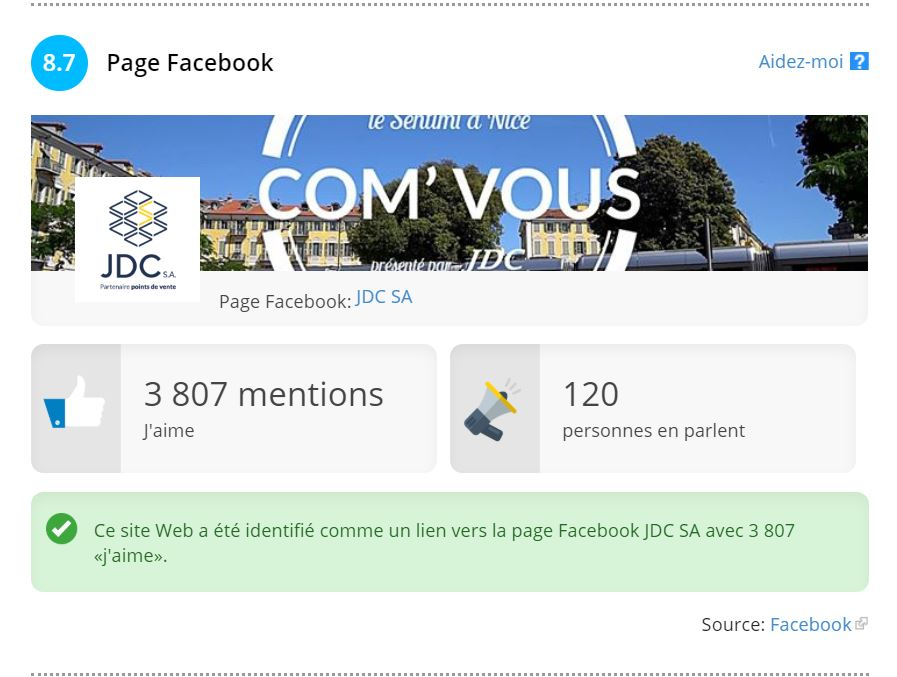 8.7
Page Facebook
Aidez-moi ?
le Sentimi a Nice
COM' VOUS
présenté par JDC
JDC S.A.
Partenaire points de vente
Page Facebook: JDC SA
3 807 mentions
J'aime
120
personnes en parlent
Ce site Web a été identifié comme un lien vers la page Facebook JDC SA avec 3 807
«j'aime».
Source: Facebook